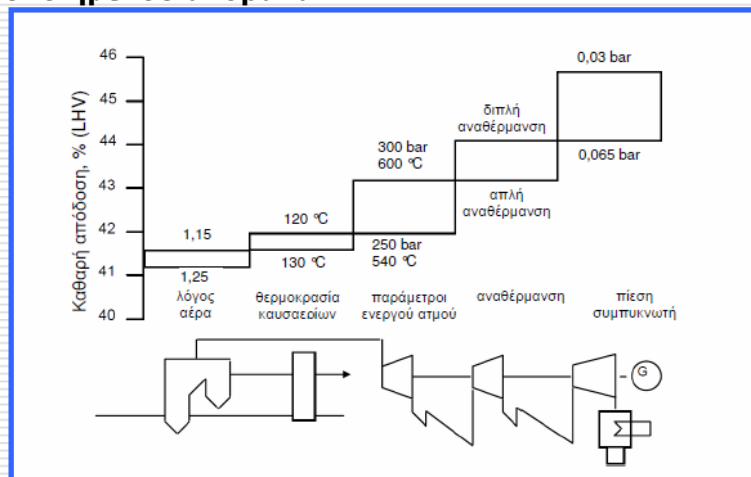 46
45
44
43
42
41
40
Καθαρή απόδοση, % (LHV)
0,03 bar
διπλή
αναθέρμανση
0,065 bar
300 bar
600 °C
απλή
αναθέρμανση
120 °C
1,15
130 °C
250 bar
540 °C
1,25
λόγος
αέρα
θερμοκρασία
καυσαερίων
παράμετροι
ενεργού ατμού
αναθέρμανση
πίεση
συμπυκνωτή
G